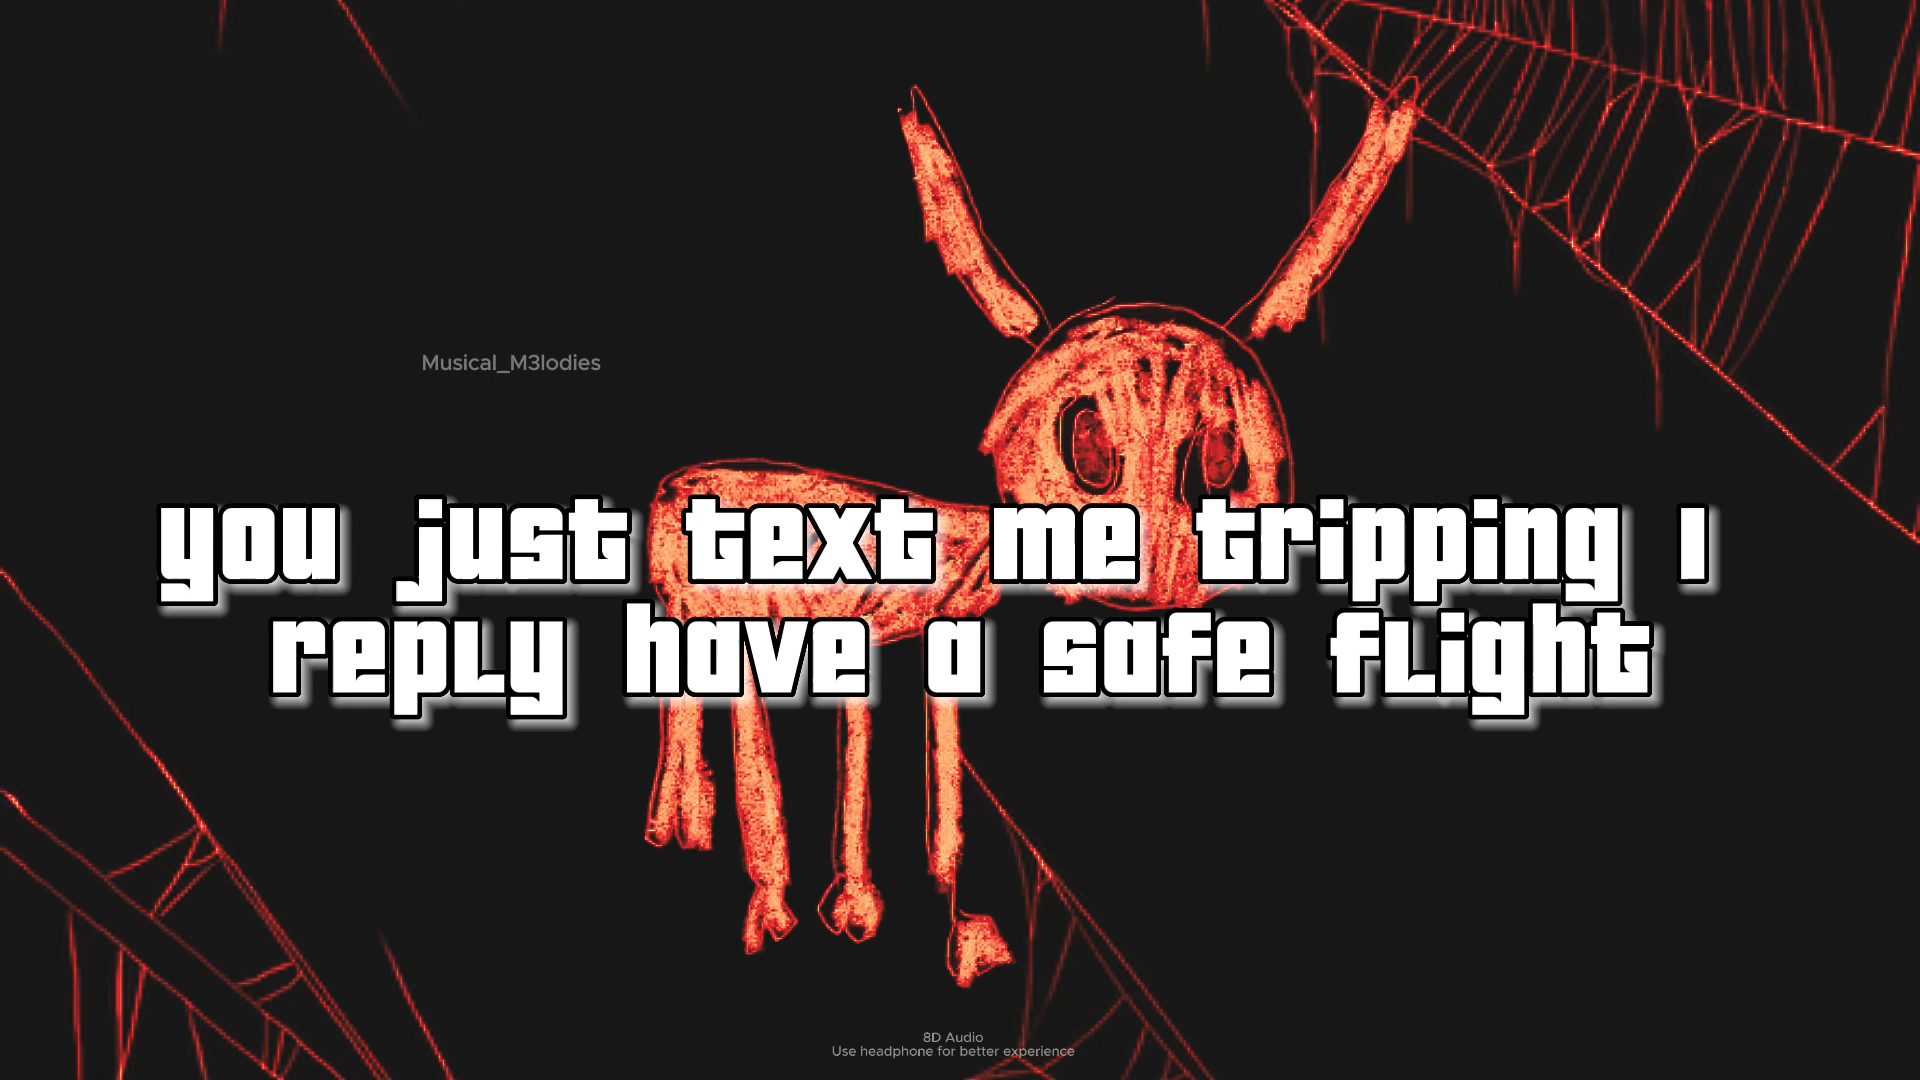 Musical_M3lodies
you just text me tripping I
reply have a safe flight
8D Audio
Use headphone for better experience